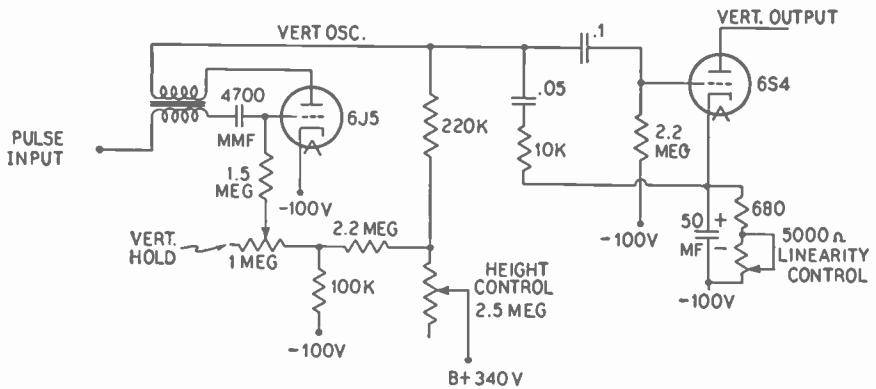 VERT. OUTPUT
VERT OSC.
.1
.05
6S4
4700
MMF
6J5
220K
10K
2.2
MEG
PULSE
INPUT
1.5
MEG
-100V
2.2 MEG
VERT.
HOLD
1 MEG
100K
-100V
HEIGHT
CONTROL
2.5 MEG
B+ 340 V
-100V
50
MF
+
-
680
5000 Ω
LINEARITY
CONTROL
-100V